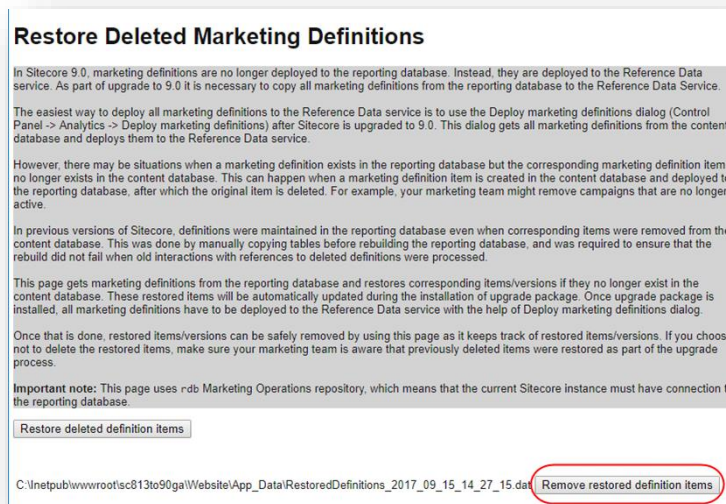 Restore Deleted Marketing Definitions
In Sitecore 9.0, marketing definitions are no longer deployed to the reporting database. Instead, they are deployed to the Reference Data
service. As part of upgrade to 9.0 it is necessary to copy all marketing definitions from the reporting database to the Reference Data Service.
The easiest way to deploy all marketing definitions to the Reference Data service is to use the Deploy marketing definitions dialog (Control
Panel -> Analytics -> Deploy marketing definitions) after Sitecore is upgraded to 9.0. This dialog gets all marketing definitions from the content
database and deploys them to the Reference Data service.
However, there may be situations when a marketing definition exists in the reporting database but the corresponding marketing definition item
no longer exists in the content database. This can happen when a marketing definition item is created in the content database and deployed
the reporting database, after which the original item is deleted. For example, your marketing team might remove campaigns that are no longer
active.
In previous versions of Sitecore, definitions were maintained in the reporting database even when corresponding items were removed from the
content database. This was done by manually copying tables before rebuilding the reporting database, and was required to ensure that the
rebuild did not fail when old interactions with references to deleted definitions were processed.
This page gets marketing definitions from the reporting database and restores corresponding items/versions if they no longer exist in the
content database. These restored items will be automatically updated during the installation of upgrade package. Once upgrade package is
installed, all marketing definitions have to be deployed to the Reference Data service with the help of Deploy marketing definitions dialog.
Once that is done, restored items/versions can be safely removed by using this page as it keeps track of restored items/versions. If you choos
not to delete the restored items, make sure your marketing team is aware that previously deleted items were restored as part of the upgrade
process.
Important note: This page uses rdb Marketing Operations repository, which means that the current Sitecore instance must have connection
the reporting database.
Restore deleted definition items
C:\Inetpub\wwwroot\sc813to90ga\Website\App_Data\RestoredDefinitions_2017_09_15_14_27_15.dat Remove restored definition items